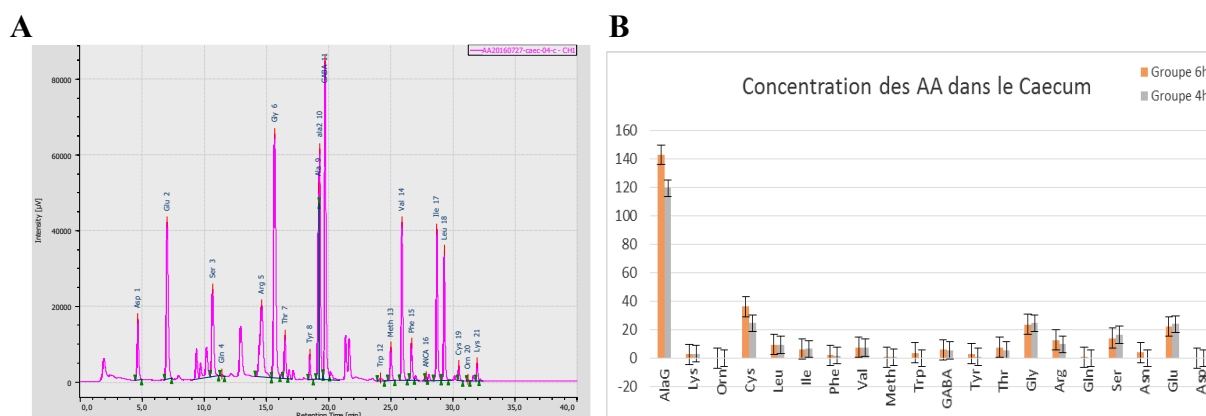 A
B
AA20160727-caec-04-c - CH1
80000
60000
40000
20000
0
Intensity [µV]
Asp 1
Glu 2
Ser 3
Gln 4
Arg 5
Gly 6
Thr 7
Tyr 8
Ala 9
ala2 10
GABA 11
Trp 12
Meth 13
Val 14
Phe 15
ANCA 16
Ile 17
Leu 18
Cys 19
Orn 20
Lys 21
0,0 5,0 10,0 15,0 20,0 25,0 30,0 35,0 40,0
Retention Time [min]
Concentration des AA dans le Caecum
Groupe 6h
Groupe 4h
160
140
120
100
80
60
40
20
0
-20
AlaG Lys Orn Cys Leu Ile Phe Val Meth Trp GABA Tyr Thr Gly Arg Gln Ser Asn Glu Asp